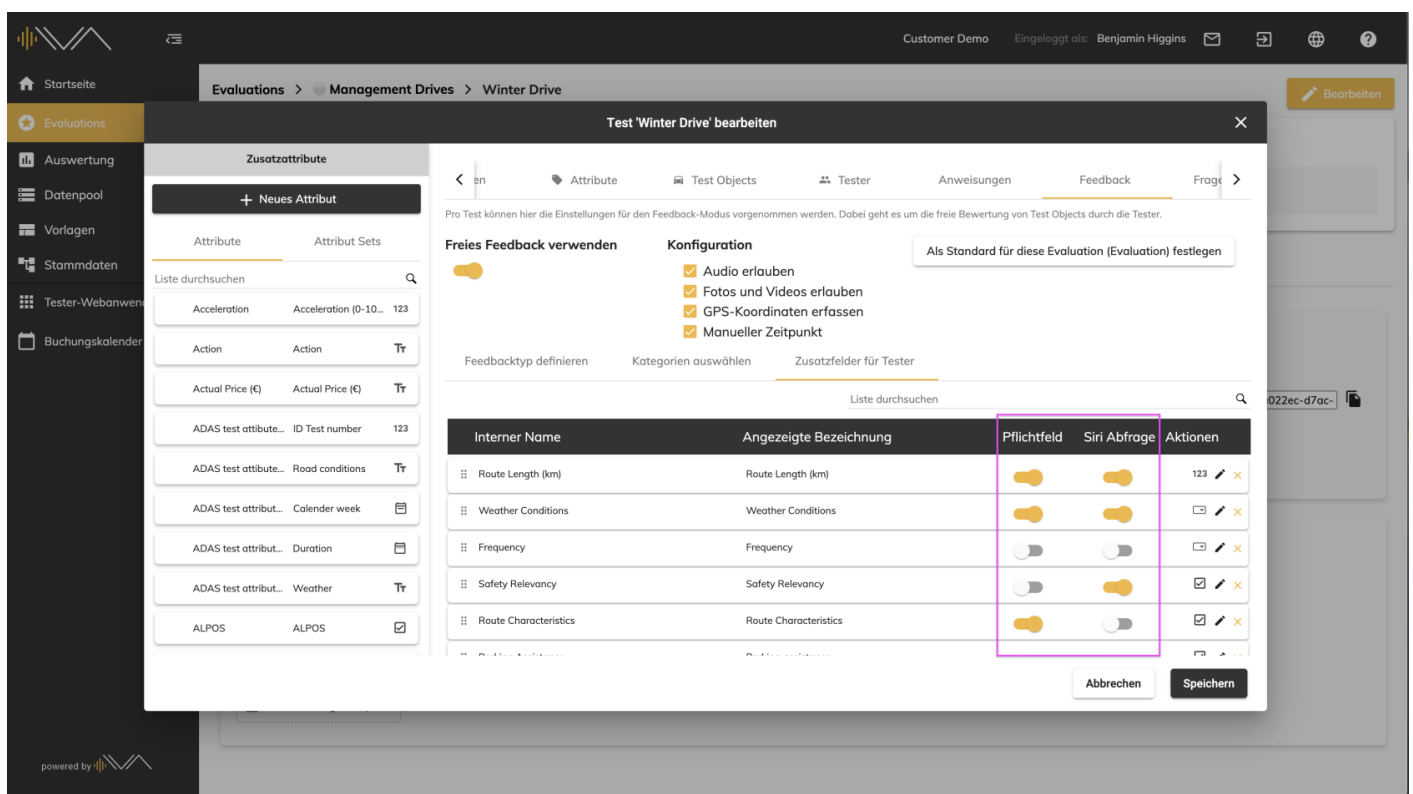 Customer Demo Eingeloggt als: Benjamin Higgins
Startseite
Evaluations
Auswertung
Datenpool
Vorlagen
Stammdaten
Tester-Webanwen
Buchungskalender
powered by
Evaluations > Management Drives > Winter Drive
Bearbeiten
Test 'Winter Drive' bearbeiten
Zusatzattribute
+ Neues Attribut
Attribute Attribut Sets
Liste durchsuchen
Acceleration Acceleration (0-10... 123
Action Action Tт
Actual Price (€) Actual Price (€) Tт
ADAS test attibute... ID Test number 123
ADAS test attibute... Road conditions Tт
ADAS test attribut... Calender week
ADAS test attribut... Duration
ADAS test attribut... Weather Tт
ALPOS ALPOS
en Attribute Test Objects Tester Anweisungen Feedback Frage
Pro Test können hier die Einstellungen für den Feedback-Modus vorgenommen werden. Dabei geht es um die freie Bewertung von Test Objects durch die Tester.
Freies Feedback verwenden
Konfiguration
Audio erlauben
Fotos und Videos erlauben
GPS-Koordinaten erfassen
Manueller Zeitpunkt
Als Standard für diese Evaluation (Evaluation) festlegen
Feedbacktyp definieren Kategorien auswählen Zusatzfelder für Tester
Liste durchsuchen
Interner Name Angezeigte Bezeichnung Pflichtfeld Siri Abfrage Aktionen
Route Length (km) Route Length (km) 123
Weather Conditions Weather Conditions
Frequency Frequency
Safety Relevancy Safety Relevancy
Route Characteristics Route Characteristics
Abbrechen Speichern
022ec-d7ac-